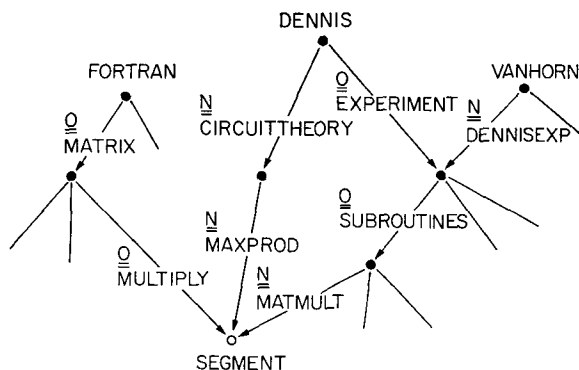 DENNIS
FORTRAN
VANHORN
O
EXPERIMENT
N
CIRCUITTHEORY
N
DENNISEXP
O
MATRIX
O
SUBROUTINES
N
MAXPROD
O
MULTIPLY
N
MATMULT
SEGMENT